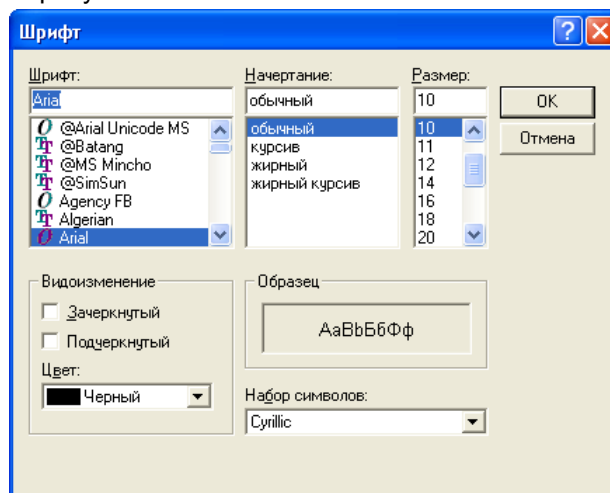 Шрифт
Шрифт:
Начертание:
Размер:
Arial
обычный
10
OK
Отмена
@Arial Unicode MS
@Batang
@MS Mincho
@SimSun
Agency FB
Algerian
Arial
обычный
курсив
жирный
жирный курсив
10
11
12
14
16
18
20
Видоизменение
Зачеркнутый
Подчеркнутый
Цвет:
Черный
Образец
АаВbБбФф
Набор символов:
Cyrillic